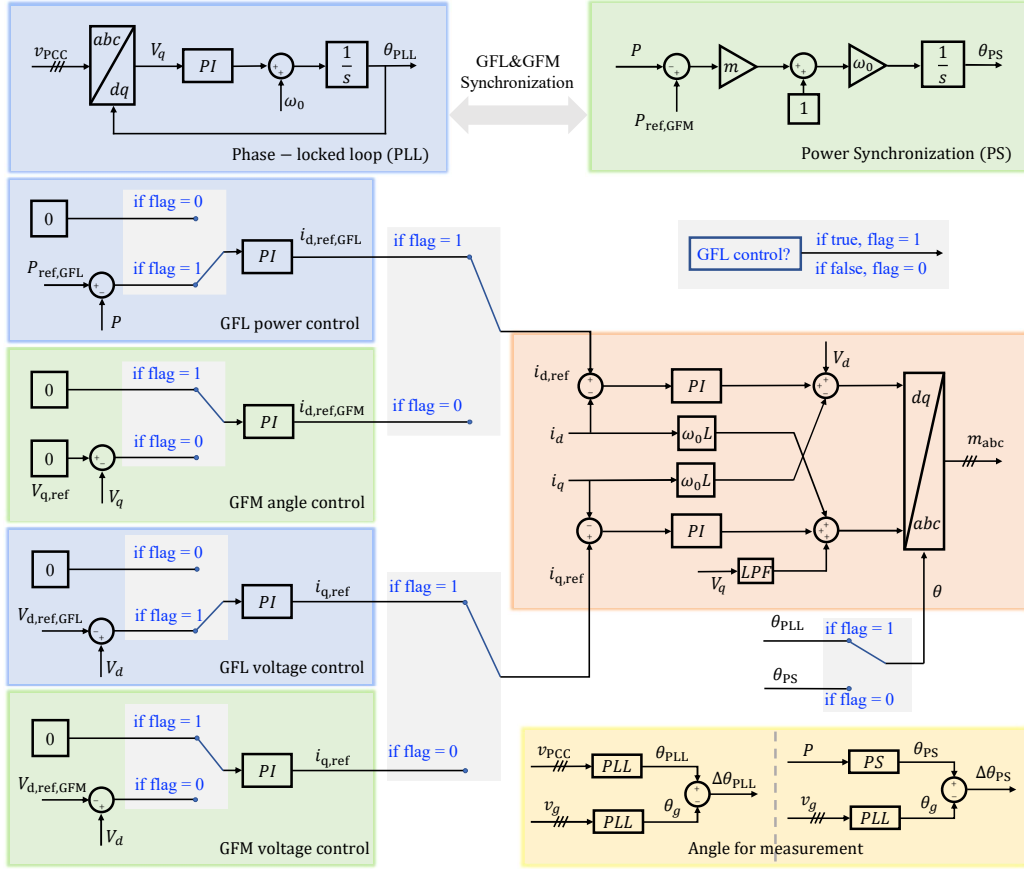 v_PCC
abc
dq
V_q
PI
+
+
ω_0
1
s
θ_PLL
Phase − locked loop (PLL)
GFL&GFM
Synchronization
P
−
+
P_ref,GFM
m
+
+
1
ω_0
1
s
θ_PS
Power Synchronization (PS)
0
if flag = 0
P_ref,GFL
+
−
P
if flag = 1
PI
i_d,ref,GFL
GFL power control
if flag = 1
GFL control?
if true, flag = 1
if false, flag = 0
0
if flag = 1
0
V_q,ref
+
−
V_q
if flag = 0
PI
i_d,ref,GFM
GFM angle control
if flag = 0
i_d,ref
+
−
PI
V_d
+
+
−
i_d
ω_0L
i_q
ω_0L
−
+
PI
+
+
+
i_q,ref
V_q
LPF
dq
abc
m_abc
θ
0
if flag = 0
V_d,ref,GFL
−
+
V_d
if flag = 1
PI
i_q,ref
GFL voltage control
if flag = 1
θ_PLL
if flag = 1
θ_PS
if flag = 0
0
if flag = 1
V_d,ref,GFM
−
+
V_d
if flag = 0
PI
i_q,ref
GFM voltage control
if flag = 0
v_PCC
PLL
θ_PLL
v_g
PLL
θ_g
+
−
Δθ_PLL
P
PS
θ_PS
v_g
PLL
θ_g
+
−
Δθ_PS
Angle for measurement